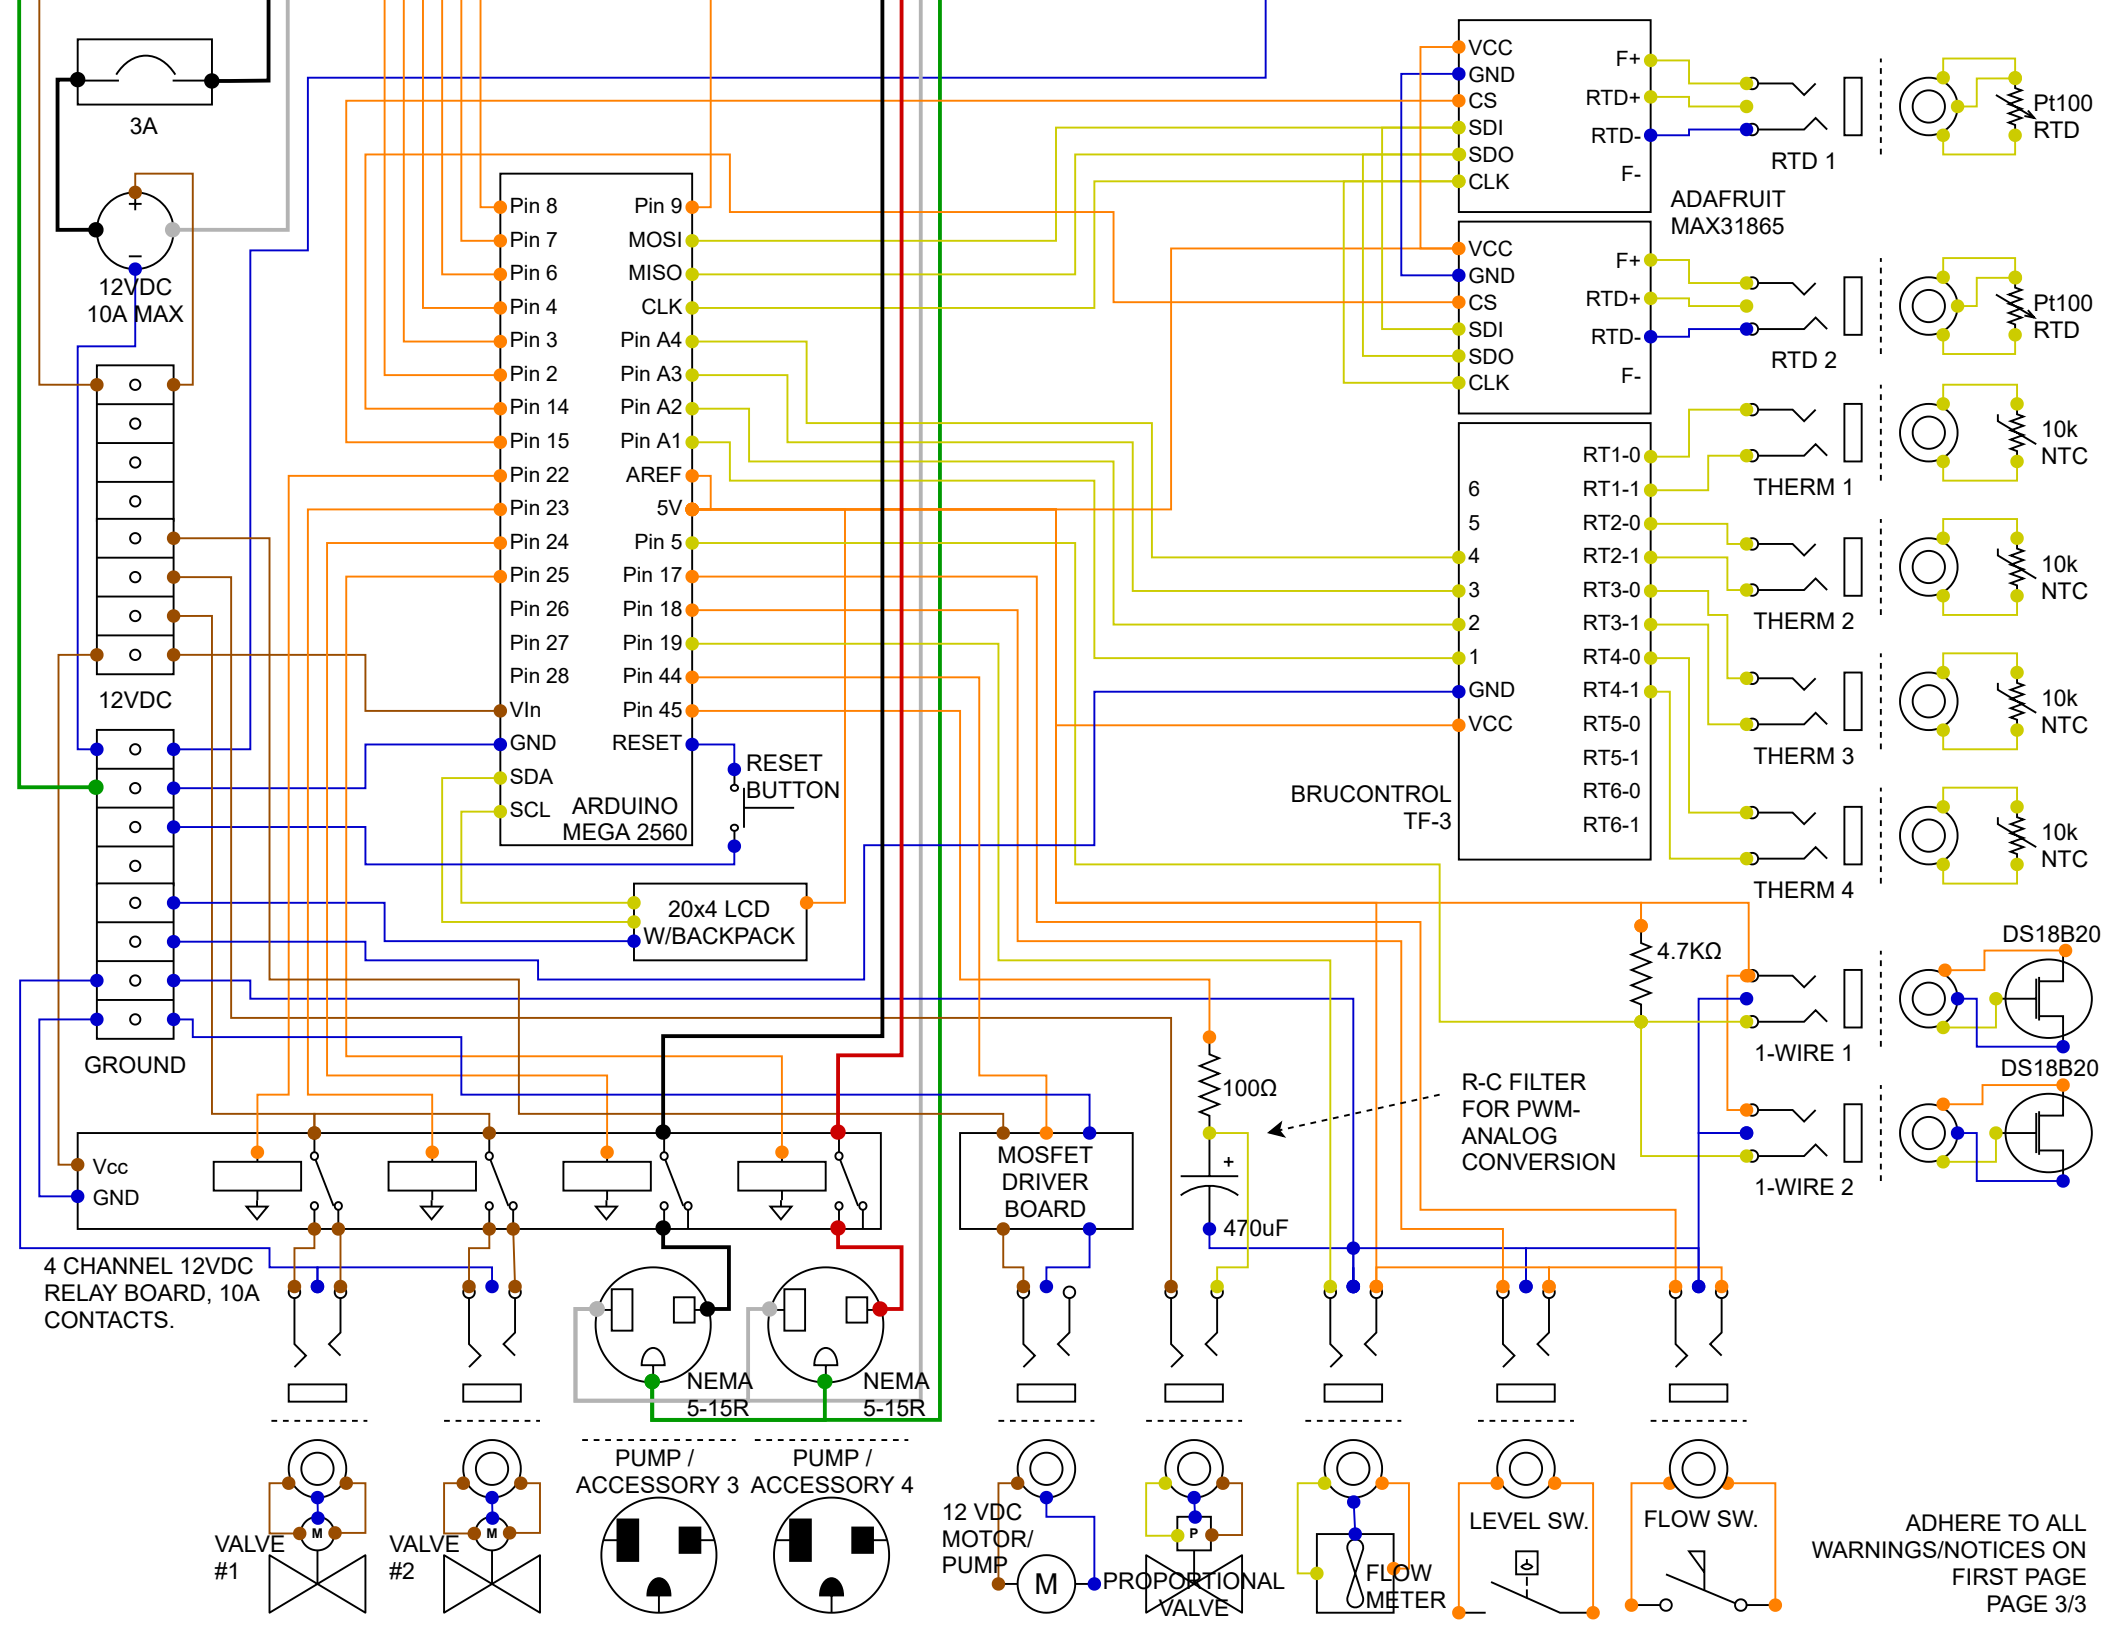 3A
+
−
12VDC
10A MAX
12VDC
GROUND
Pin 8
Pin 7
Pin 6
Pin 4
Pin 3
Pin 2
Pin 14
Pin 15
Pin 22
Pin 23
Pin 24
Pin 25
Pin 26
Pin 27
Pin 28
VIn
GND
SDA
SCL
Pin 9
MOSI
MISO
CLK
Pin A4
Pin A3
Pin A2
Pin A1
AREF
5V
Pin 5
Pin 17
Pin 18
Pin 19
Pin 44
Pin 45
RESET
ARDUINO
MEGA 2560
RESET
BUTTON
20x4 LCD
W/BACKPACK
VCC
GND
CS
SDI
SDO
CLK
F+
RTD+
RTD-
F-
ADAFRUIT
MAX31865
VCC
GND
CS
SDI
SDO
CLK
F+
RTD+
RTD-
F-
6
5
4
3
2
1
GND
VCC
RT1-0
RT1-1
RT2-0
RT2-1
RT3-0
RT3-1
RT4-0
RT4-1
RT5-0
RT5-1
RT6-0
RT6-1
BRUCONTROL
TF-3
RTD 1
Pt100
RTD
RTD 2
Pt100
RTD
THERM 1
10k
NTC
THERM 2
10k
NTC
THERM 3
10k
NTC
THERM 4
10k
NTC
4.7KΩ
DS18B20
1-WIRE 1
DS18B20
1-WIRE 2
100Ω
+
470uF
R-C FILTER
FOR PWM-
ANALOG
CONVERSION
Vcc
GND
4 CHANNEL 12VDC
RELAY BOARD, 10A
CONTACTS.
MOSFET
DRIVER
BOARD
NEMA
5-15R
NEMA
5-15R
VALVE
#1
M
VALVE
#2
M
PUMP /
ACCESSORY 3
PUMP /
ACCESSORY 4
12 VDC
MOTOR/
PUMP
M
P
PROPORTIONAL
VALVE
FLOW
METER
LEVEL SW.
FLOW SW.
ADHERE TO ALL
WARNINGS/NOTICES ON
FIRST PAGE
PAGE 3/3